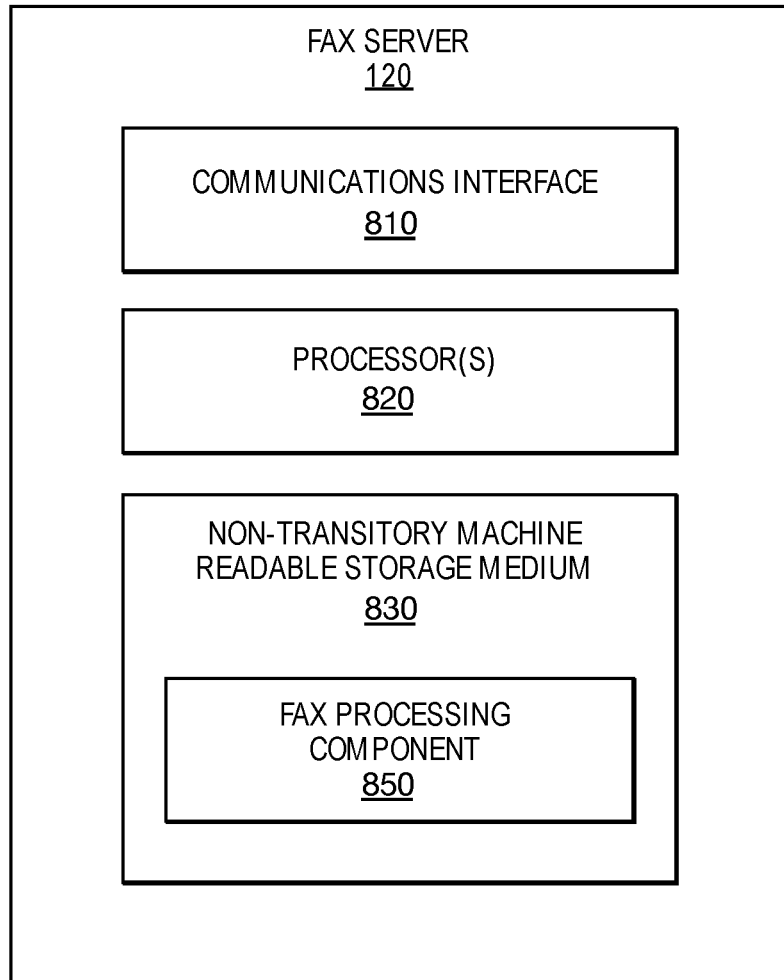 FAX SERVER
120
COMMUNICATIONS INTERFACE
810
PROCESSOR(S)
820
NON-TRANSITORY MACHINE
READABLE STORAGE MEDIUM
830
FAX PROCESSING
COMPONENT
850